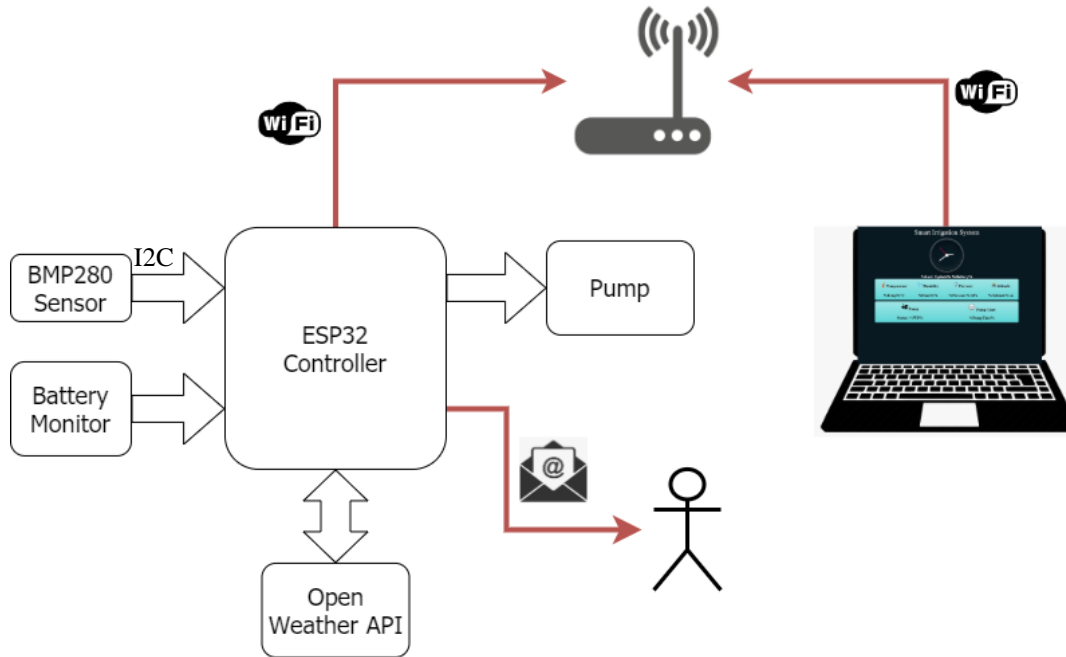 WiFi
WiFi
Smart Irrigation System
I2C
BMP280
Sensor
ESP32
Controller
Pump
Battery
Monitor
@
Open
Weather API